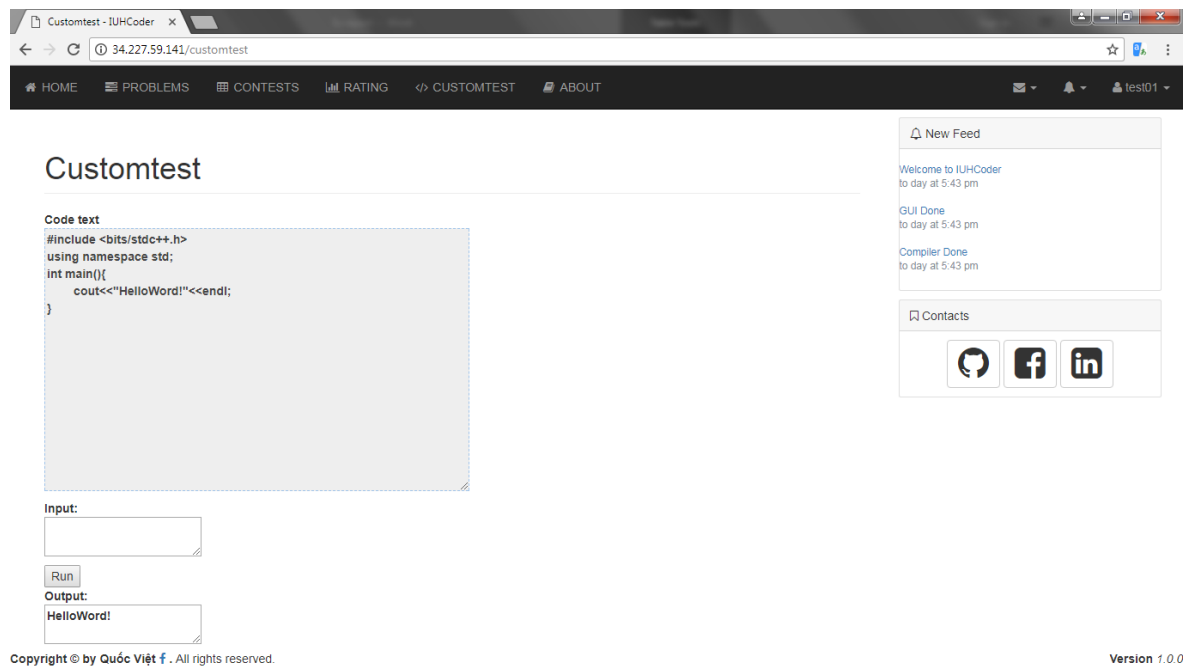 Customtest - IUHCoder
34.227.59.141/customtest
HOME PROBLEMS CONTESTS RATING </> CUSTOMTEST ABOUT test01
Customtest
Code text
#include <bits/stdc++.h>
using namespace std;
int main(){
cout<<"HelloWord!"<<endl;
}
Input:
Run
Output:
HelloWord!
New Feed
Welcome to IUHCoder
to day at 5:43 pm
GUI Done
to day at 5:43 pm
Compiler Done
to day at 5:43 pm
Contacts
Copyright © by Quốc Việt f . All rights reserved.
Version 1.0.0